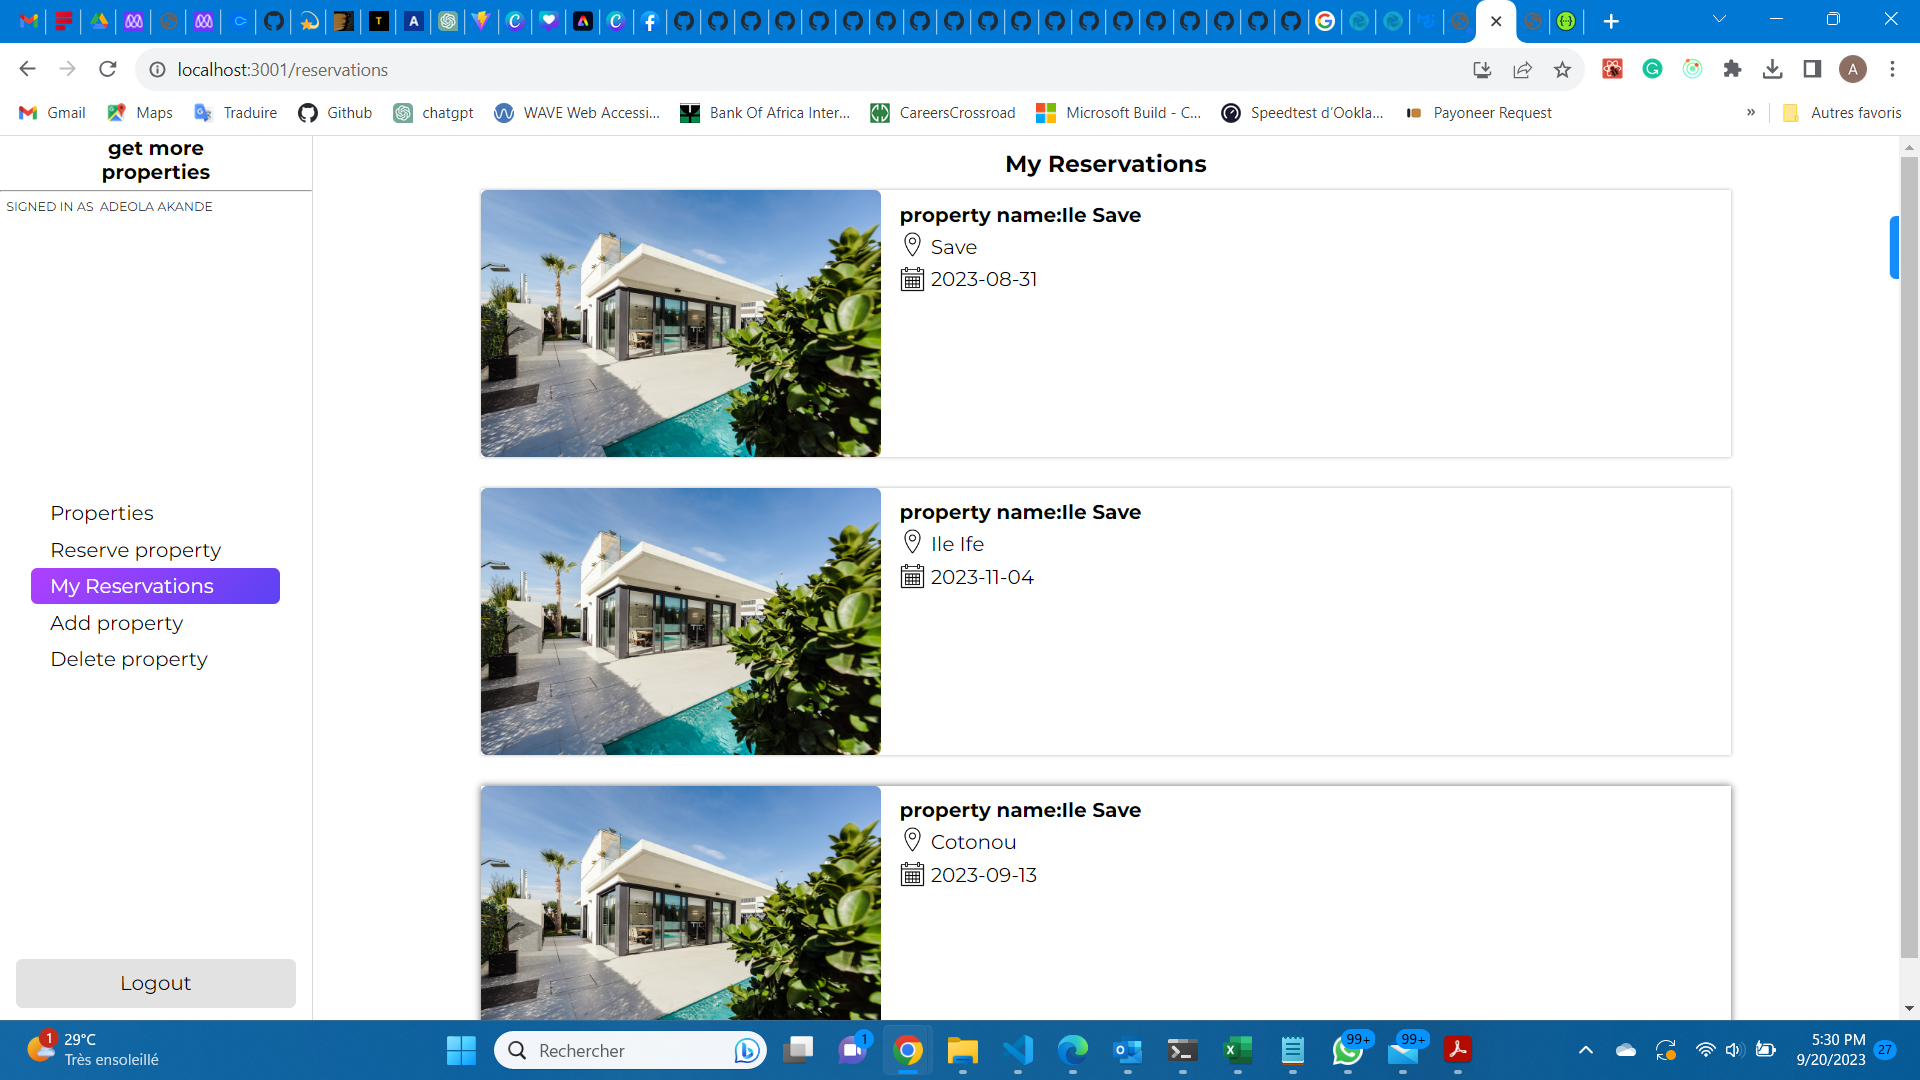 localhost:3001/reservations
A
Gmail
Maps
Traduire
Github
chatgpt
WAVE Web Accessi...
Bank Of Africa Inter...
CareersCrossroad
Microsoft Build - C...
Speedtest d'Ookla...
Payoneer Request
»
Autres favoris
get more
properties
SIGNED IN AS ADEOLA AKANDE
Properties
Reserve property
My Reservations
Add property
Delete property
Logout
My Reservations
property name:Ile Save
Save
2023-08-31
property name:Ile Save
Ile Ife
2023-11-04
property name:Ile Save
Cotonou
2023-09-13
1
29°C
Très ensoleillé
Rechercher
1
99+
99+
5:30 PM
9/20/2023
27